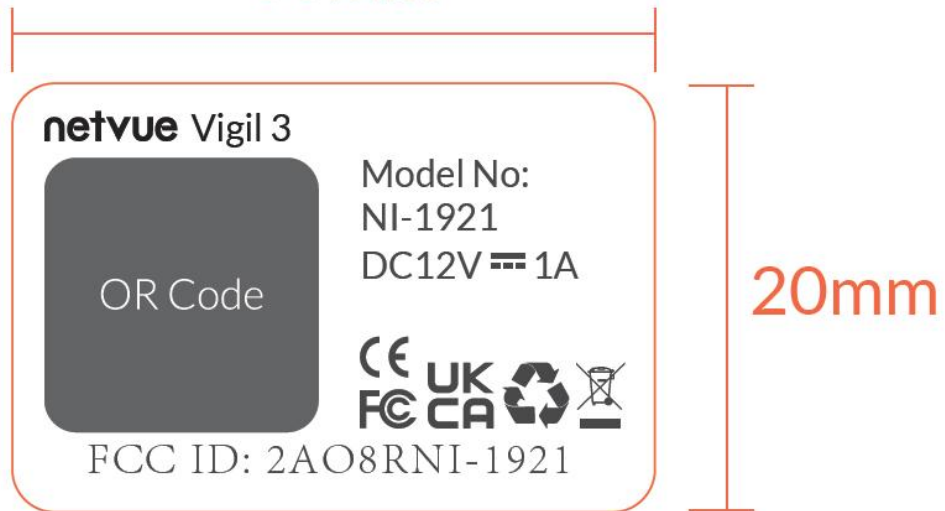 netvue Vigil 3
Model No:
NI-1921
DC12V ⎓ 1A
OR Code
CE
FC
UK
CA
FCC ID: 2AO8RNI-1921
20mm